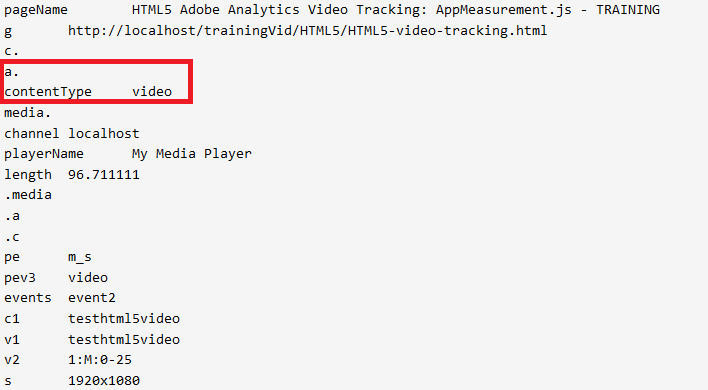 pageName HTML5 Adobe Analytics Video Tracking: AppMeasurement.js - TRAINING
g http://localhost/trainingVid/HTML5/HTML5-video-tracking.html
c.
a.
contentType video
media.
channel localhost
playerName My Media Player
length 96.711111
.media
.a
.c
pe m_s
pev3 video
events event2
c1 testhtml5video
v1 testhtml5video
v2 1:M:0-25
s 1920x1080